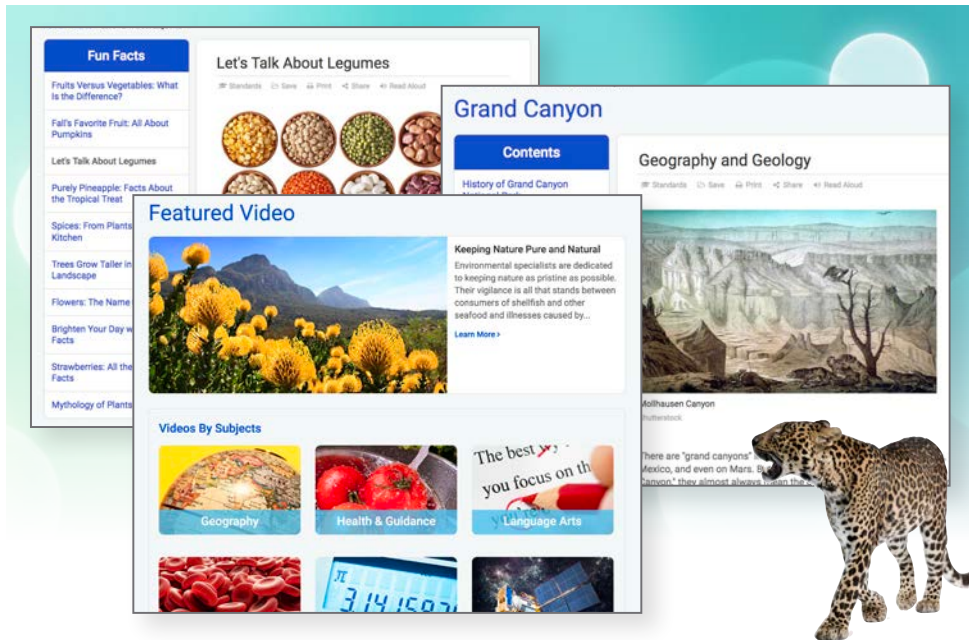 Fun Facts
Fruits Versus Vegetables: What
Is the Difference?
Fall's Favorite Fruit: All About
Pumpkins
Let's Talk About Legumes
Purely Pineapple: Facts About
the Tropical Treat
Spices: From Plants
Kitchen
Trees Grow Taller in
Landscape
Flowers: The Name
Brighten Your Day w
Facts
Strawberries: All the
Facts
Mythology of Plants
Let's Talk About Legumes
Standards Save Print Share Read Aloud
Grand Canyon
Contents
History of Grand Canyon
Geography and Geology
Standards Save Print Share Read Aloud
Mollhausen Canyon
Shutterstock
There are "grand canyons"
Mexico, and even on Mars.
Canyon," they almost always mean the
Featured Video
Keeping Nature Pure and Natural
Environmental specialists are dedicated
to keeping nature as pristine as possible.
Their vigilance is all that stands between
consumers of shellfish and other
seafood and illnesses caused by...
Learn More >
Videos By Subjects
Geography
Health & Guidance
The best
you focus on th
Language Arts
π
3.1415926